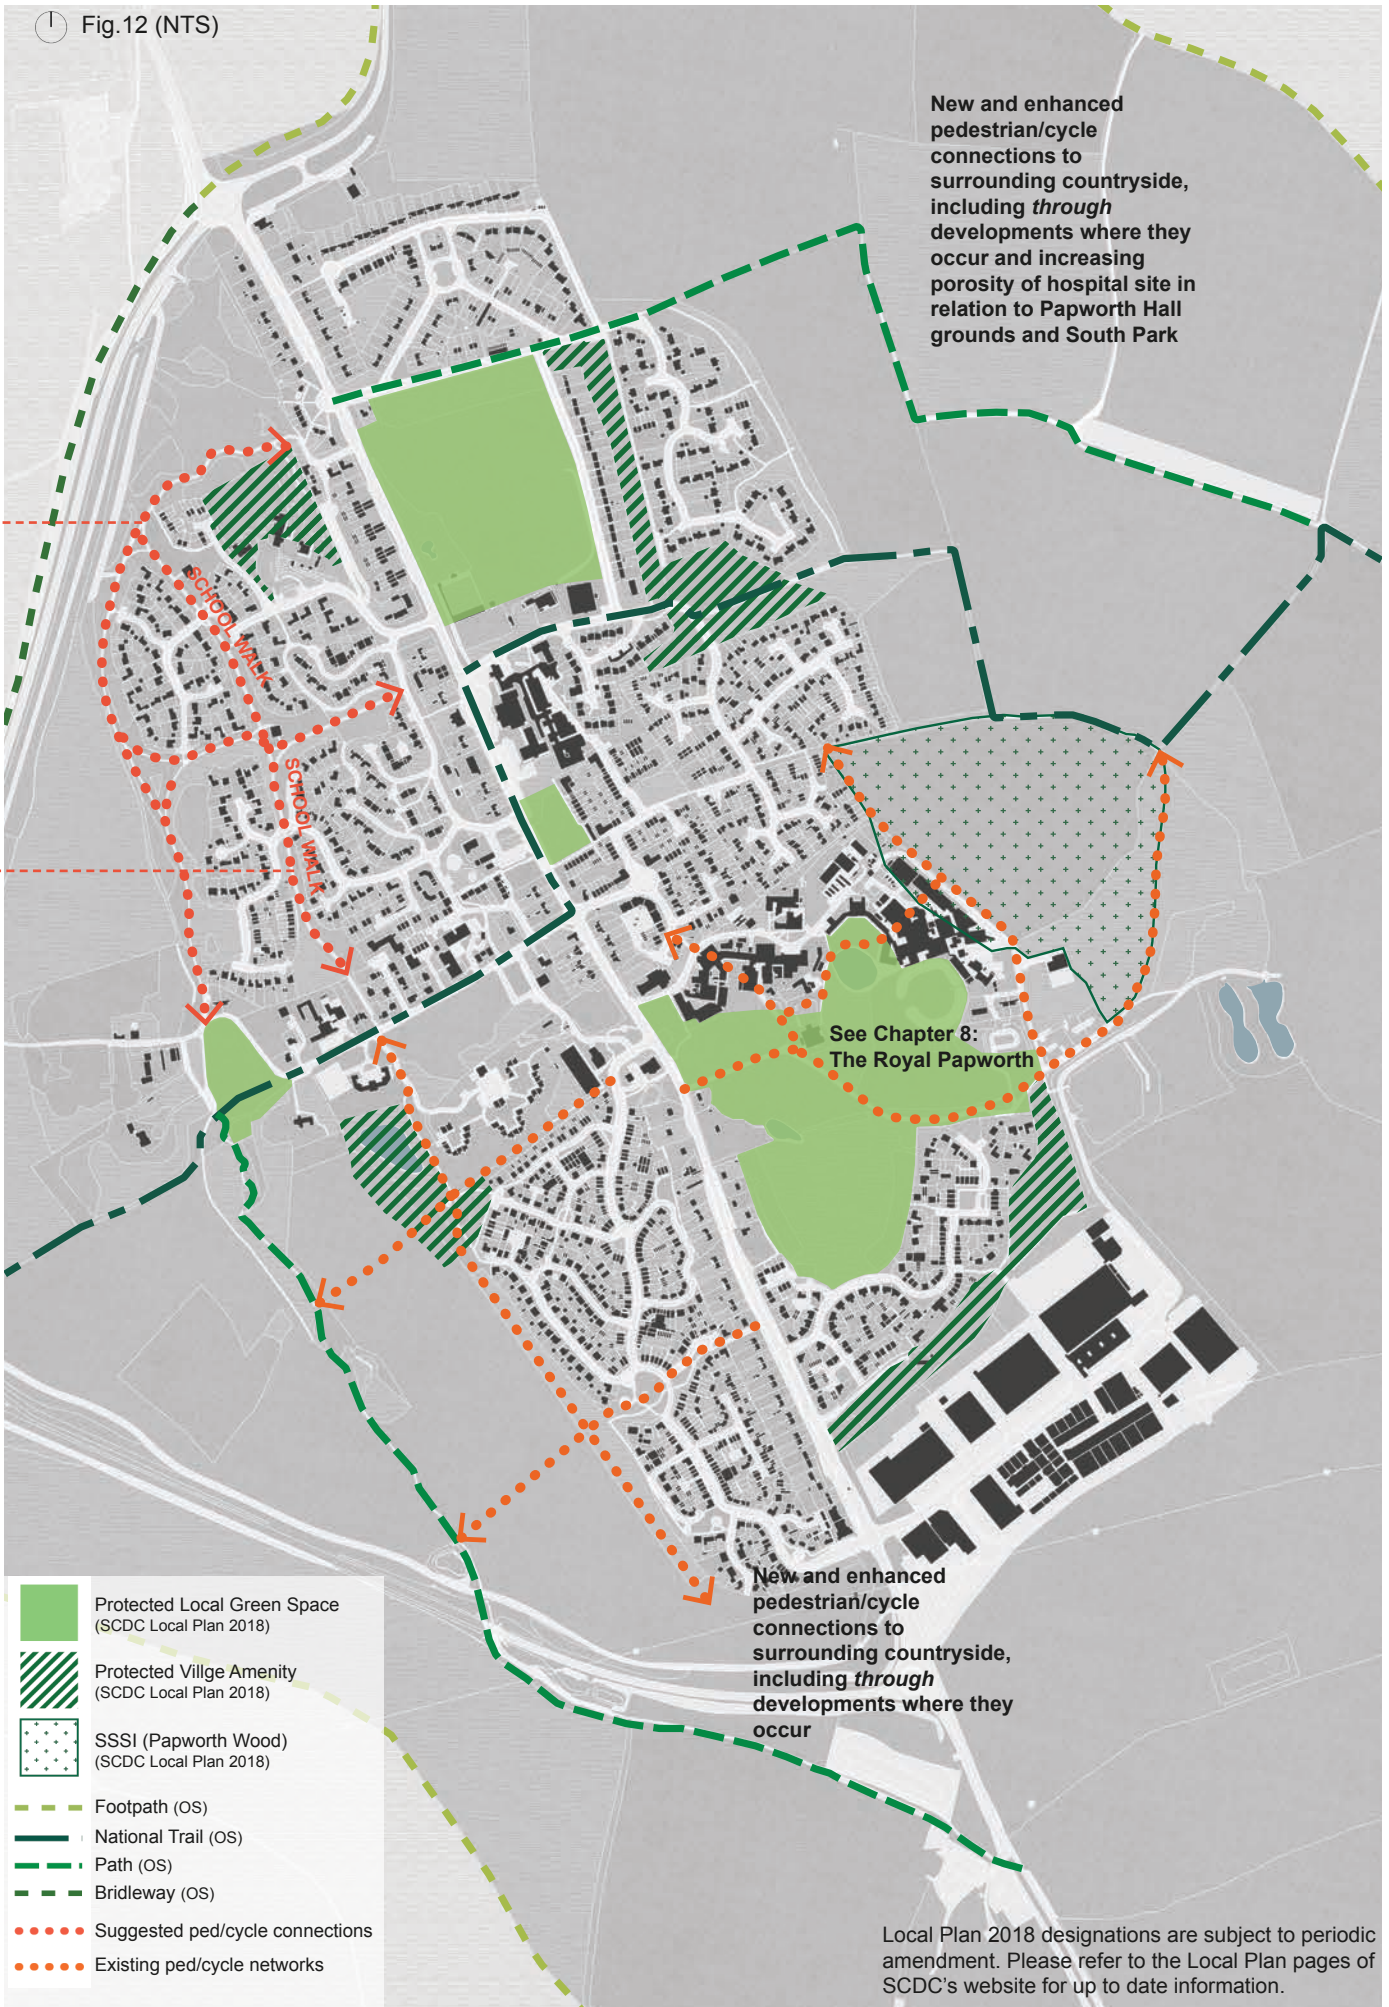 Fig.12 (NTS)
New and enhanced
pedestrian/cycle
connections to
surrounding countryside,
including through
developments where they
occur and increasing
porosity of hospital site in
relation to Papworth Hall
grounds and South Park
SCHOOL WALK
SCHOOL WALK
See Chapter 8:
The Royal Papworth
New and enhanced
pedestrian/cycle
connections to
surrounding countryside,
including through
developments where they
occur
Protected Local Green Space
(SCDC Local Plan 2018)
Protected Villge Amenity
(SCDC Local Plan 2018)
SSSI (Papworth Wood)
(SCDC Local Plan 2018)
Footpath (OS)
National Trail (OS)
Path (OS)
Bridleway (OS)
Suggested ped/cycle connections
Existing ped/cycle networks
Local Plan 2018 designations are subject to periodic
amendment. Please refer to the Local Plan pages of
SCDC's website for up to date information.